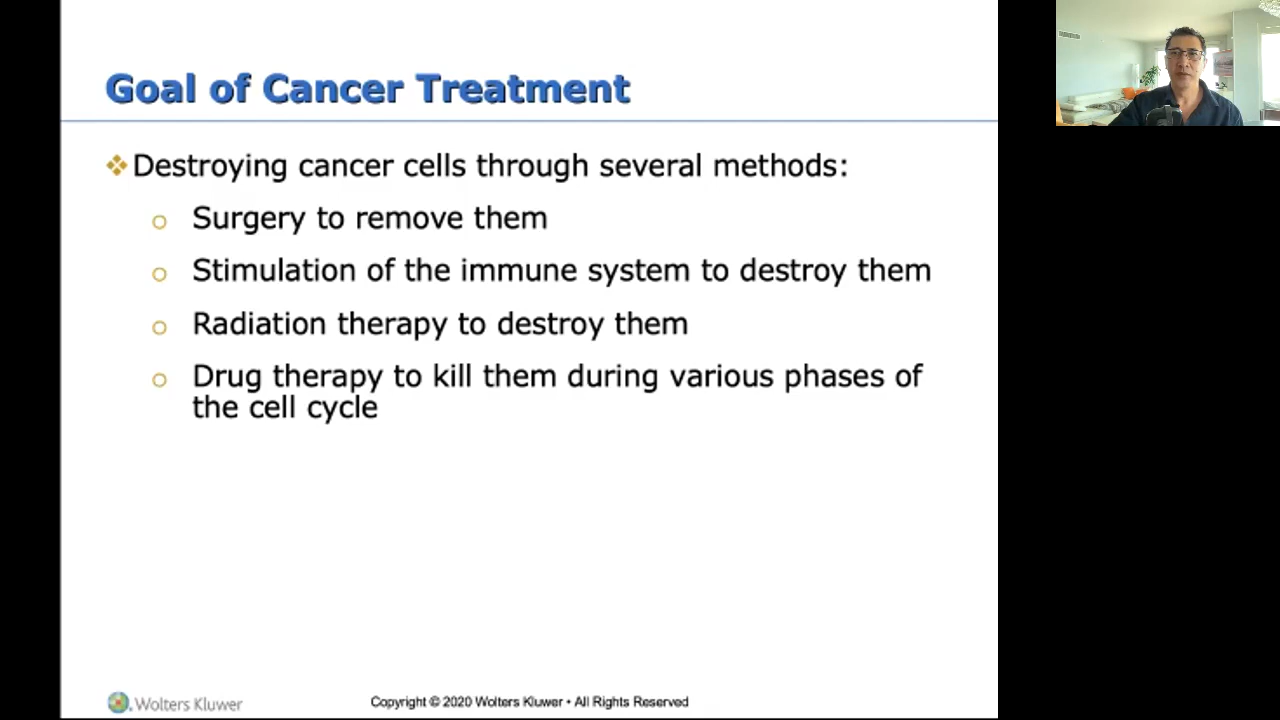 Goal of Cancer Treatment
Destroying cancer cells through several methods:
Surgery to remove them
Stimulation of the immune system to destroy them
Radiation therapy to destroy them
Drug therapy to kill them during various phases of
the cell cycle
Wolters Kluwer
Copyright © 2020 Wolters Kluwer • All Rights Reserved